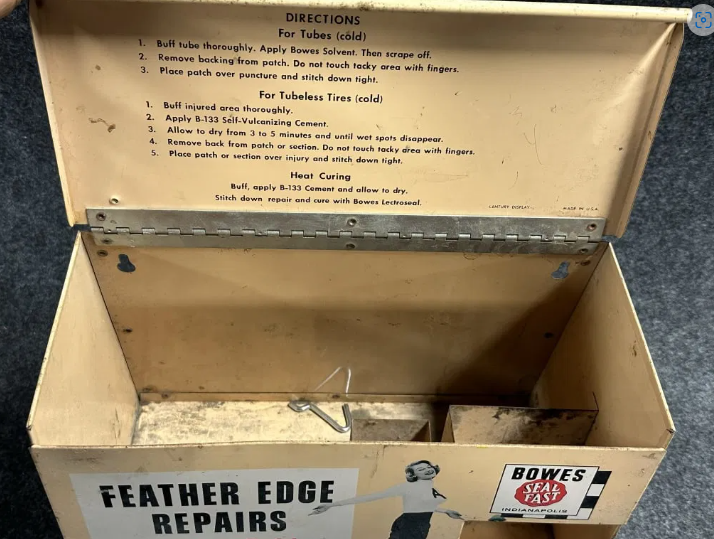 DIRECTIONS
For Tubes (cold)
1. Buff tube thoroughly. Apply Bowes Solvent. Then scrape off.
2. Remove backing from patch. Do not touch tacky area with fingers.
3. Place patch over puncture and stitch down tight.
For Tubeless Tires (cold)
1. Buff injured area thoroughly.
2. Apply B-133 Self-Vulcanizing Cement.
3. Allow to dry from 3 to 5 minutes and until wet spots disappear.
4. Remove back from patch or section. Do not touch tacky area with fingers.
5. Place patch or section over injury and stitch down tight.
Heat Curing
Buff, apply B-133 Cement and allow to dry.
Stitch down repair and cure with Bowes Lectroseal.
MADE IN U.S.A.
FEATHER EDGE
REPAIRS
BOWES
SEAL
FAST
INDIANAPOLIS